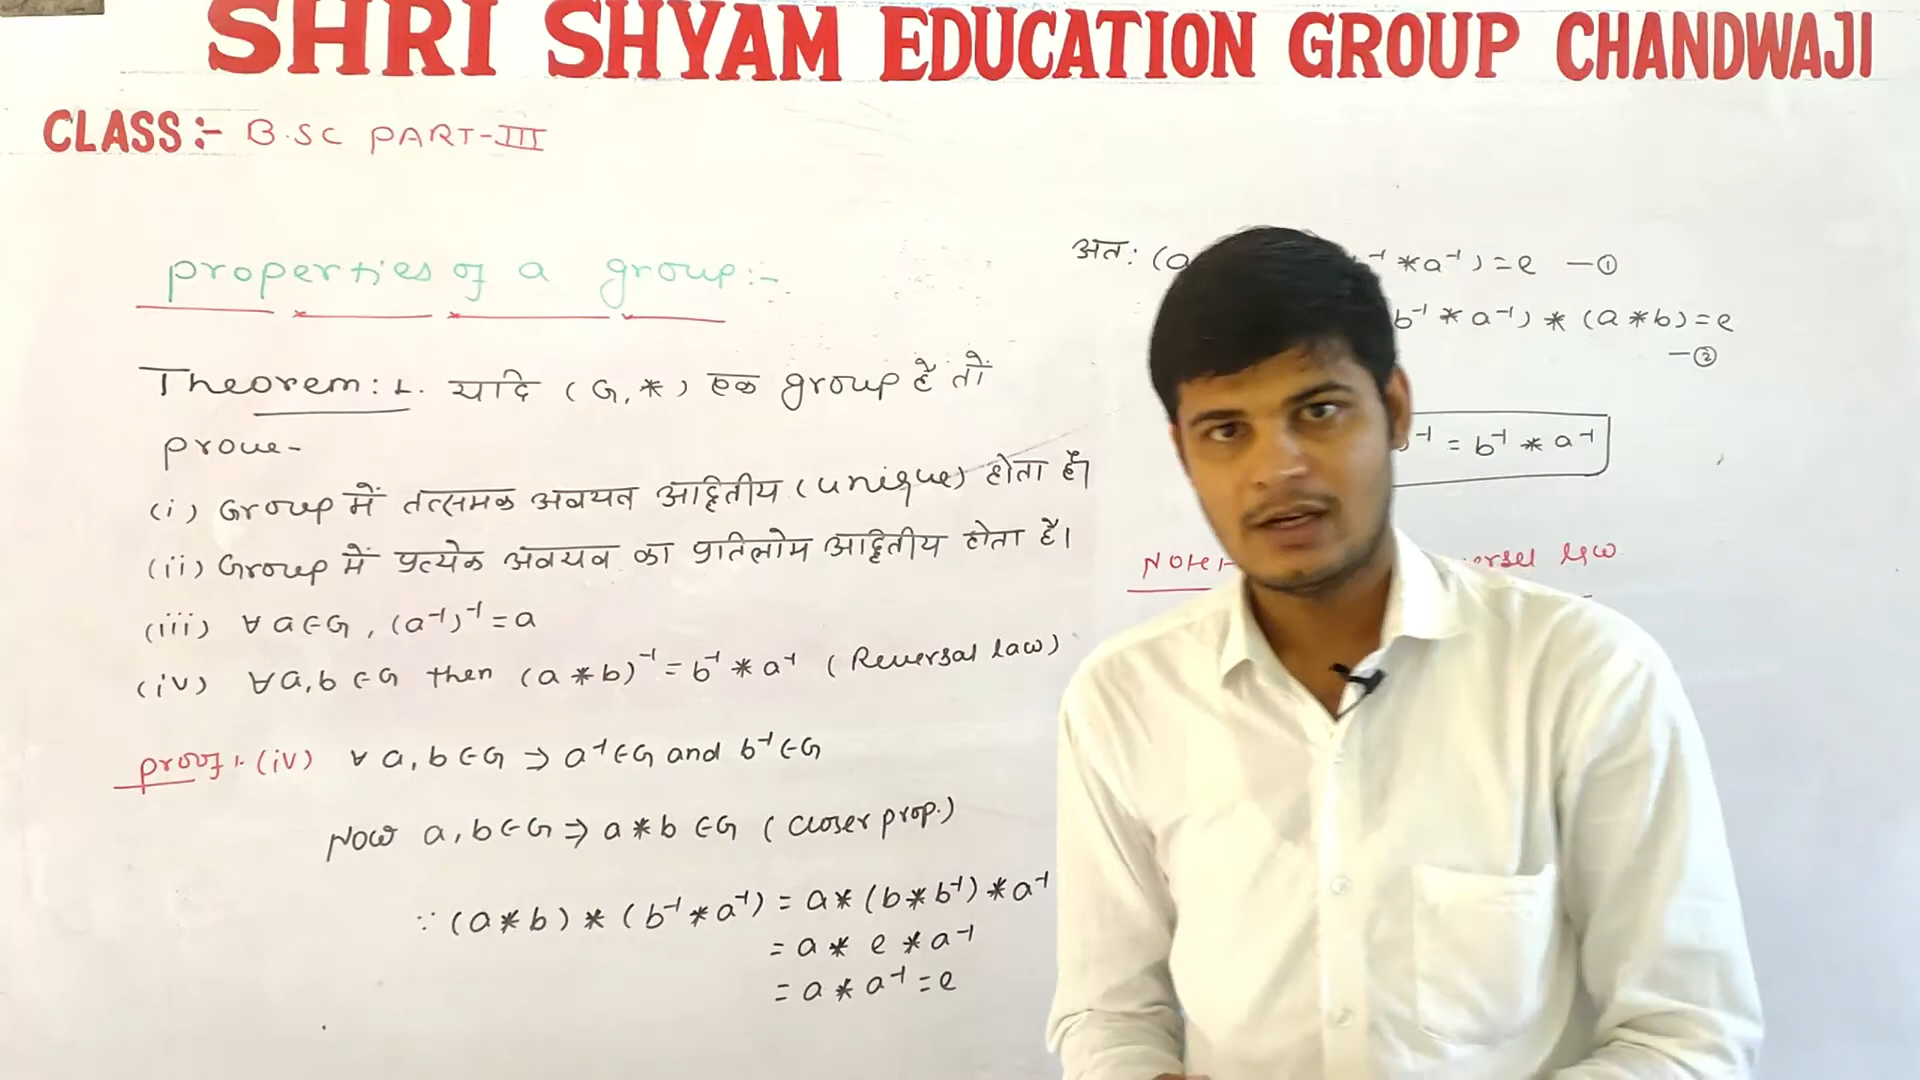 SHRI SHYAM EDUCATION GROUP CHANDWAJI
CLASS:- B.SC PART-III
properties of a group:-
Theorem:1. यदि (G,*) एक group है तो
prove-
(i) Group में तत्समक अवयव अद्वितीय (unique) होता है।
(ii) Group में प्रत्येक अवयव का प्रतिलोम अद्वितीय होता है।
(iii) ∀ a∈G, (a⁻¹)⁻¹=a
(iv) ∀a,b ∈G then (a*b)⁻¹=b⁻¹*a⁻¹ (Reversal law)
proof:- (iv) ∀ a,b∈G ⇒ a⁻¹∈G and b⁻¹∈G
Now a,b∈G ⇒ a*b ∈G (closer prop.)
∵ (a*b)*(b⁻¹*a⁻¹) = a*(b*b⁻¹)*a⁻¹
= a* e*a⁻¹
= a*a⁻¹=e
अत: (a *a⁻¹)=e —①
b⁻¹*a⁻¹)*(a*b)=e
—②
⁻¹ = b⁻¹*a⁻¹
Note:- law